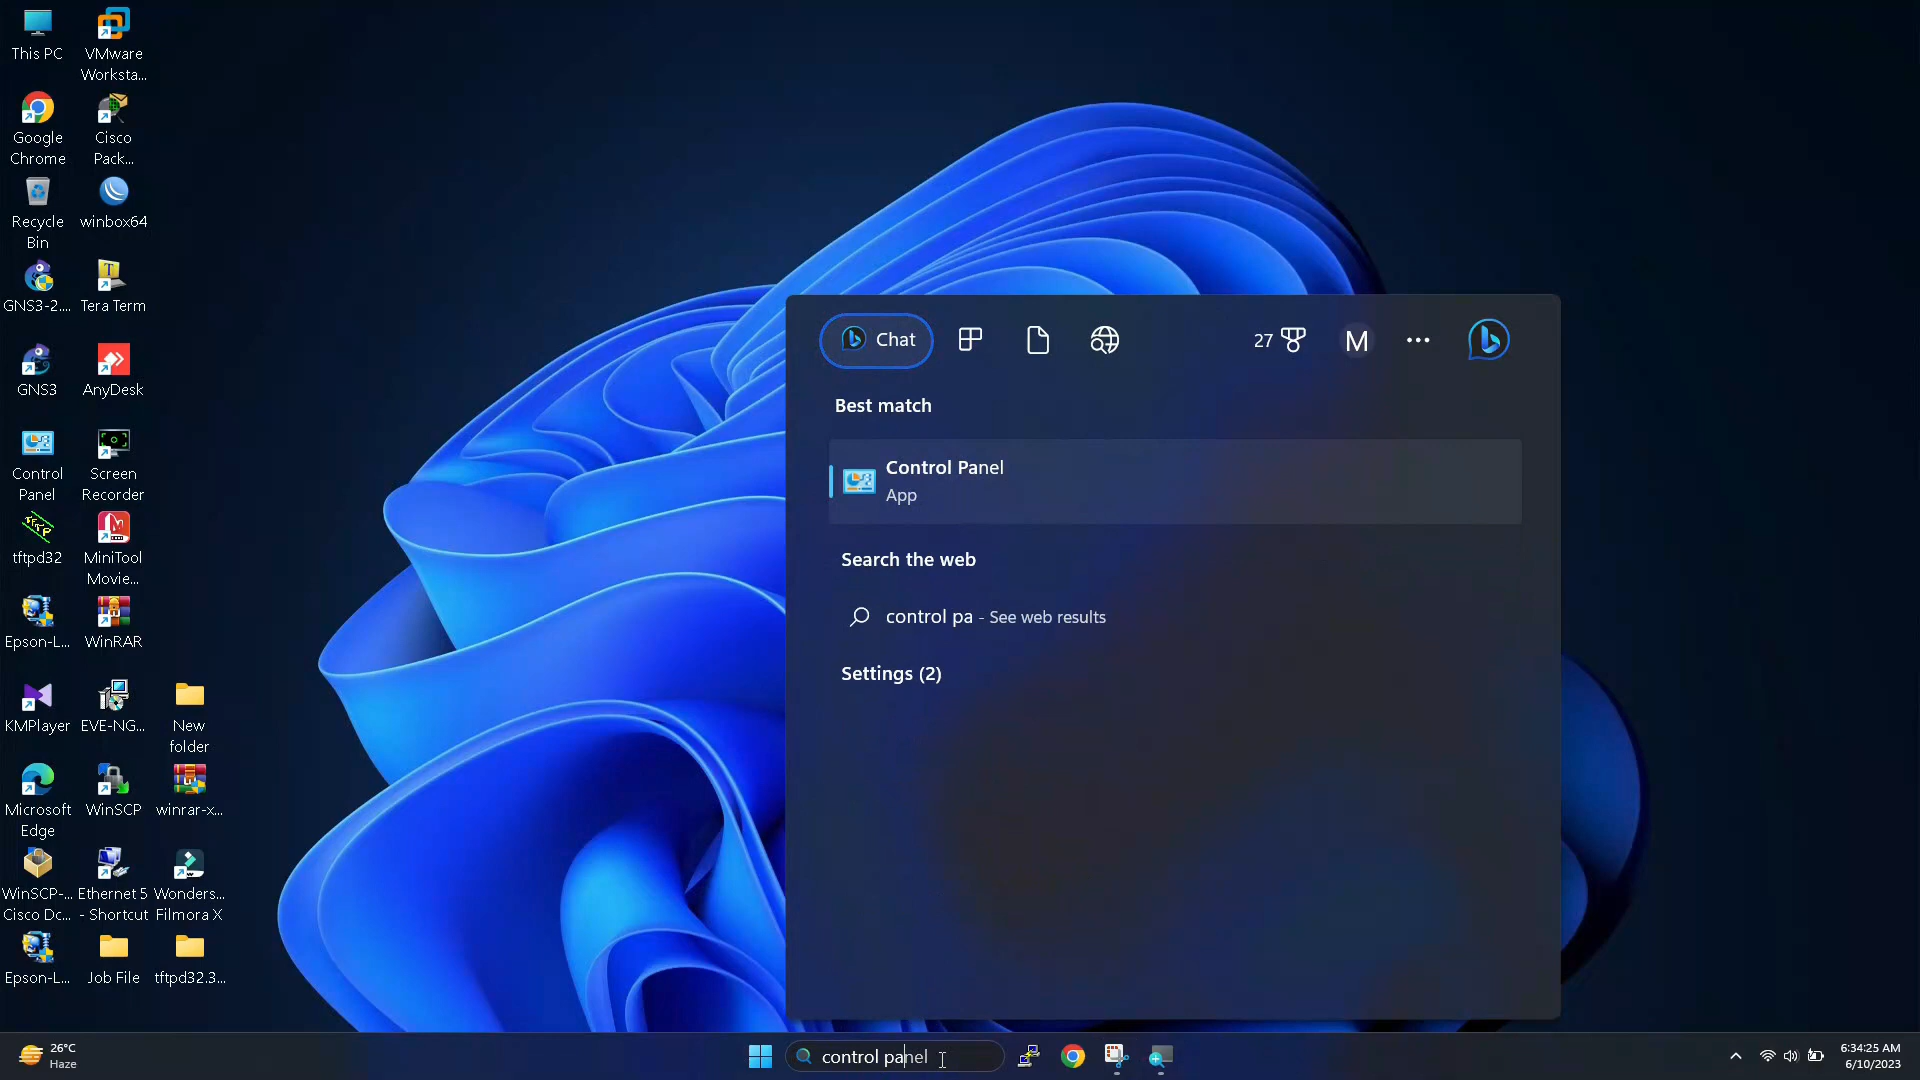 This PC
VMware
Worksta...
Google
Chrome
Cisco
Pack...
Recycle
Bin
winbox64
GNS3-2....
Tera Term
GNS3
AnyDesk
Control
Panel
Screen
Recorder
tftpd32
MiniTool
Movie...
Epson-L...
WinRAR
KMPlayer
EVE-NG...
New
folder
Microsoft
Edge
WinSCP
winrar-x...
WinSCP-...
Cisco Dc...
Ethernet 5
- Shortcut
Wonders...
Filmora X
Epson-L...
Job File
tftpd32.3...
Chat
27
M
Best match
Control Panel
App
Search the web
control pa - See web results
Settings (2)
26°C
Haze
control panel
6:34:25 AM
6/10/2023